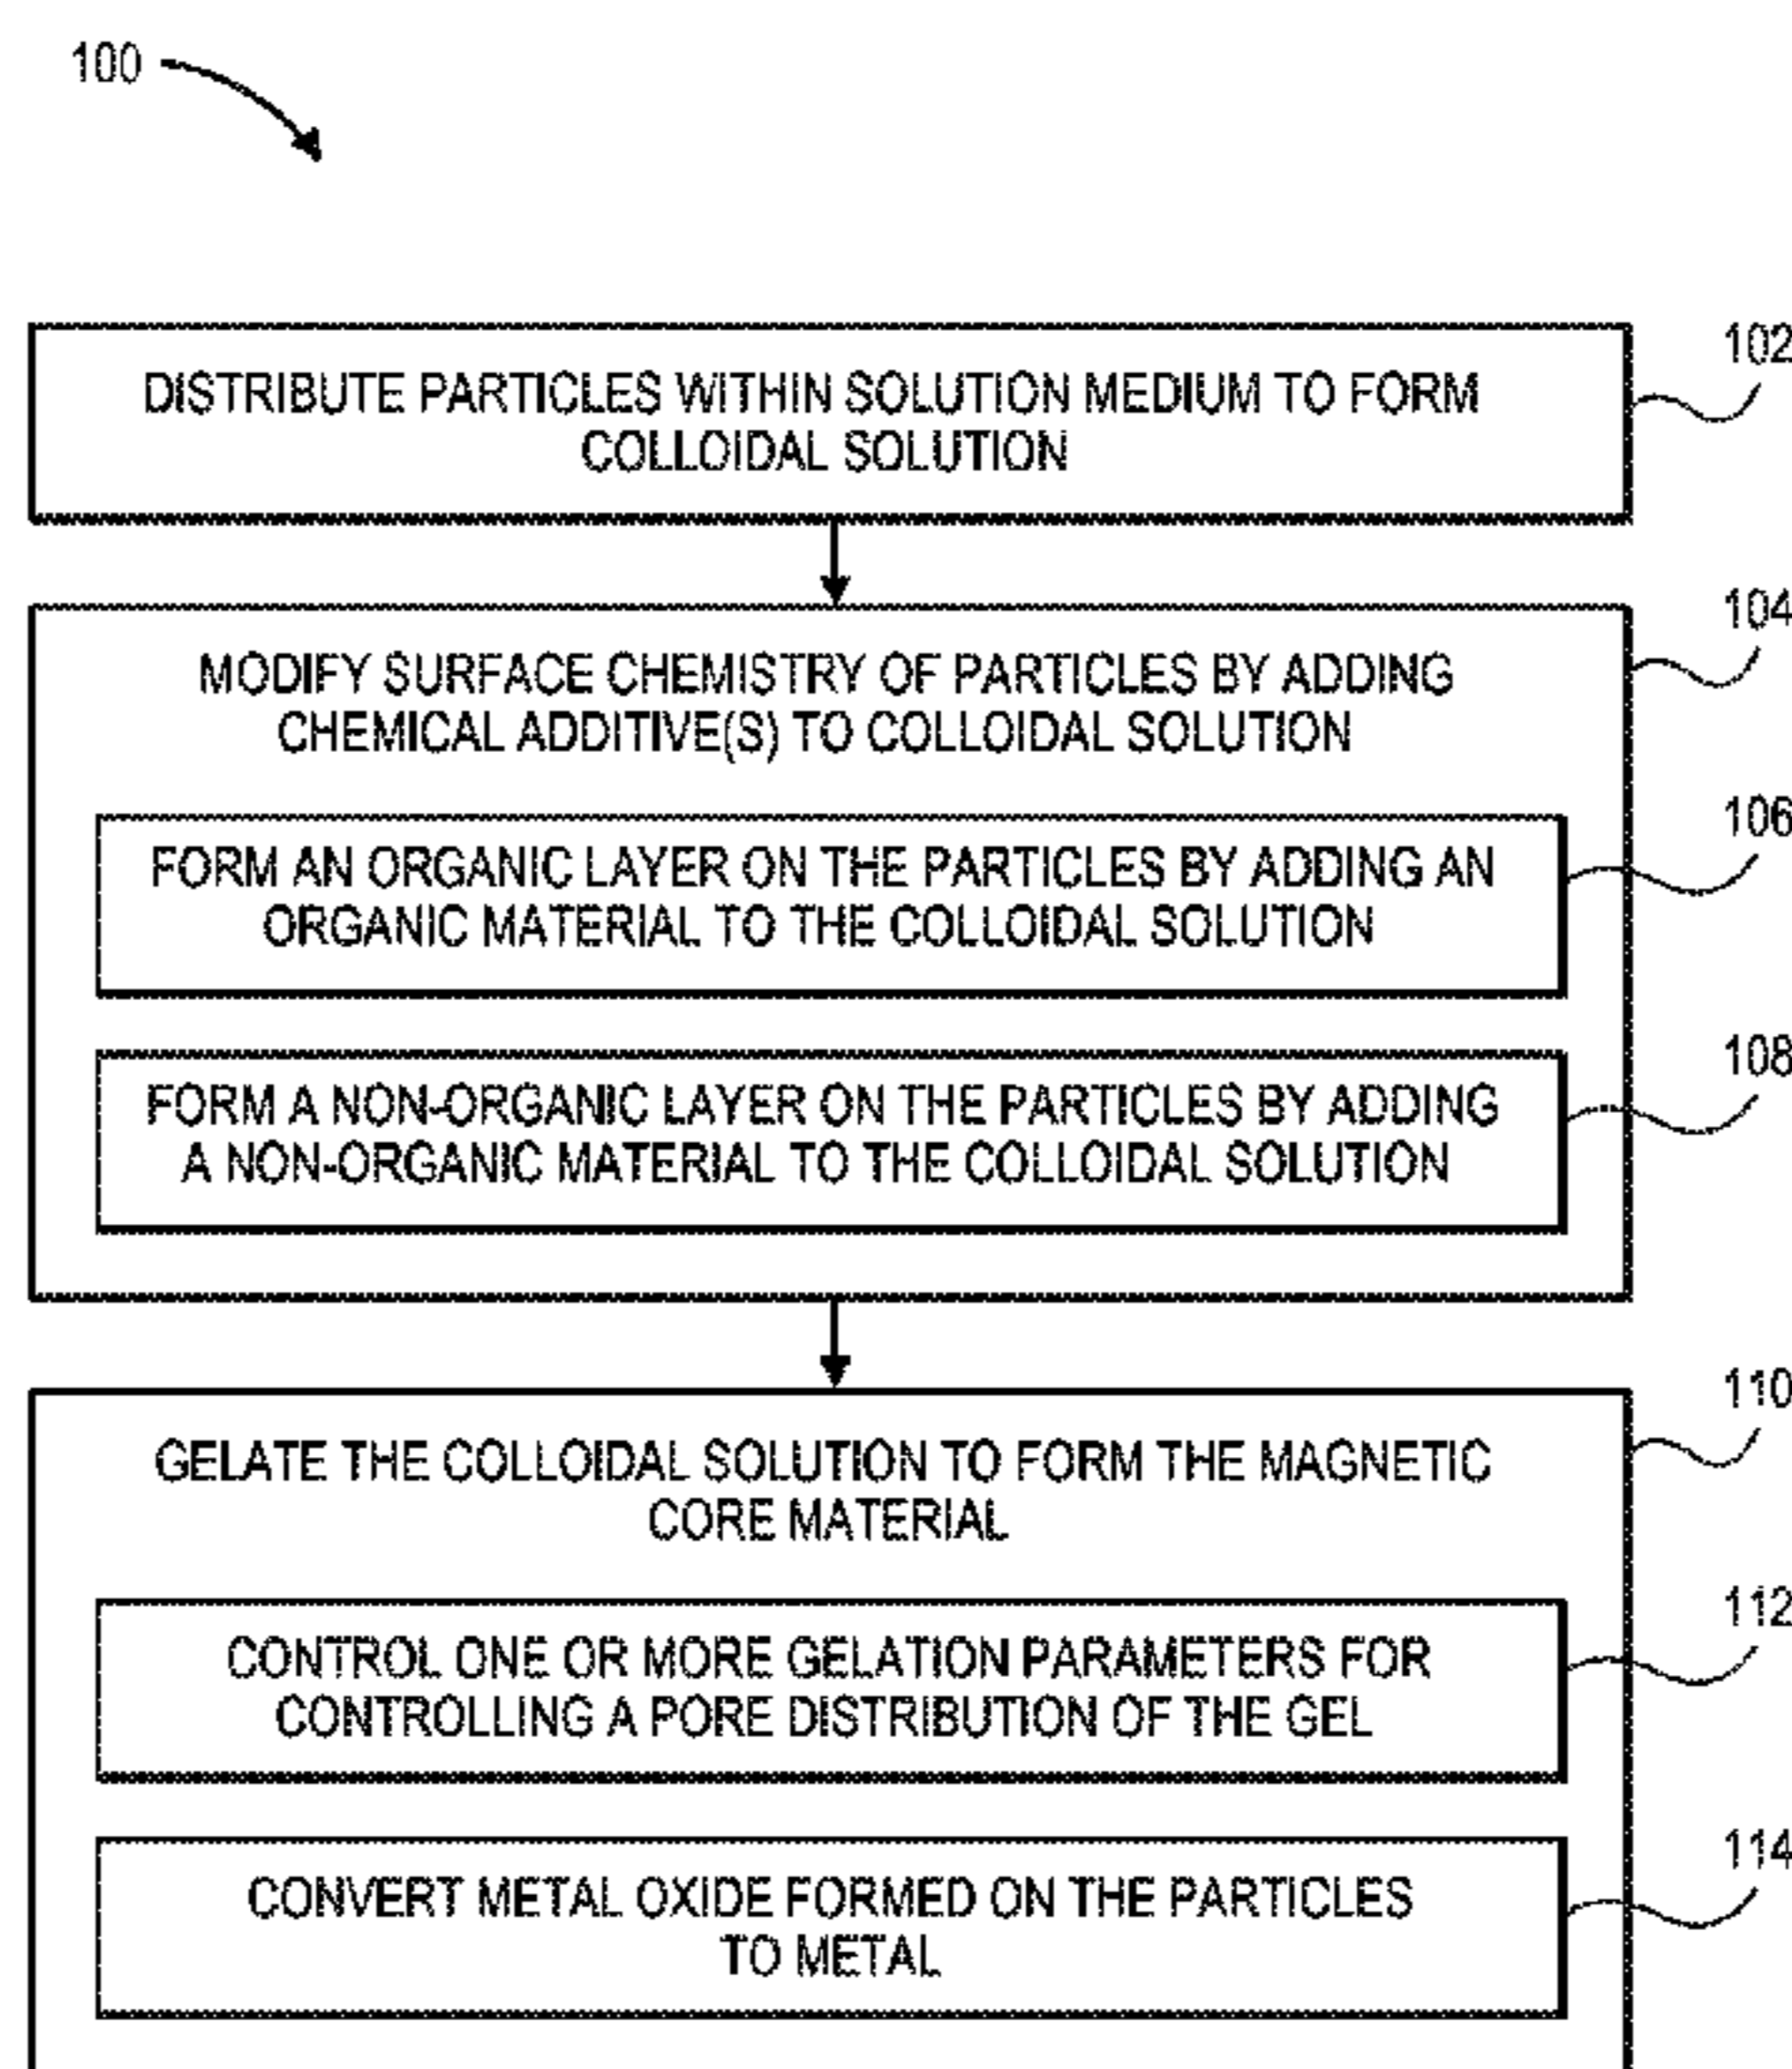 100
102
DISTRIBUTE PARTICLES WITHIN SOLUTION MEDIUM TO FORM
COLLOIDAL SOLUTION
104
MODIFY SURFACE CHEMISTRY OF PARTICLES BY ADDING
CHEMICAL ADDITIVE(S) TO COLLOIDAL SOLUTION
106
FORM AN ORGANIC LAYER ON THE PARTICLES BY ADDING AN
ORGANIC MATERIAL TO THE COLLOIDAL SOLUTION
108
FORM A NON-ORGANIC LAYER ON THE PARTICLES BY ADDING
A NON-ORGANIC MATERIAL TO THE COLLOIDAL SOLUTION
110
GELATE THE COLLOIDAL SOLUTION TO FORM THE MAGNETIC
CORE MATERIAL
112
CONTROL ONE OR MORE GELATION PARAMETERS FOR
CONTROLLING A PORE DISTRIBUTION OF THE GEL
114
CONVERT METAL OXIDE FORMED ON THE PARTICLES
TO METAL